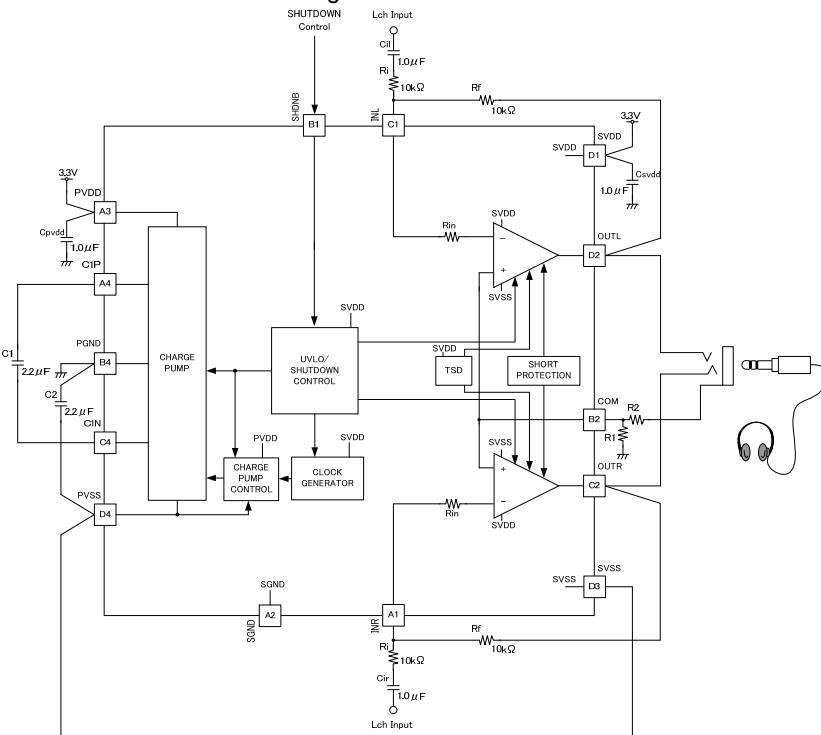 SHUTDOWN
Control
Lch Input
Cil
1.0μF
Ri
10kΩ
Rf
10kΩ
SHDNB
B1
INL
C1
3.3V
SVDD
SVDD
D1
Csvdd
1.0μF
3.3V
PVDD
A3
Cpvdd
1.0μF
C1P
A4
Rin
SVDD
−
+
SVSS
OUTL
D2
PGND
B4
C1
2.2μF
C2
2.2μF
C1N
C4
CHARGE
PUMP
SVDD
UVLO/
SHUTDOWN
CONTROL
SVDD
TSD
SHORT
PROTECTION
COM
B2
R2
R1
PVDD
CHARGE
PUMP
CONTROL
SVDD
CLOCK
GENERATOR
SVSS
+
−
SVDD
Rin
OUTR
C2
PVSS
D4
SVSS
SVSS
D3
SGND
SGND
A2
INR
A1
Rf
10kΩ
Ri
10kΩ
Cir
1.0μF
Lch Input